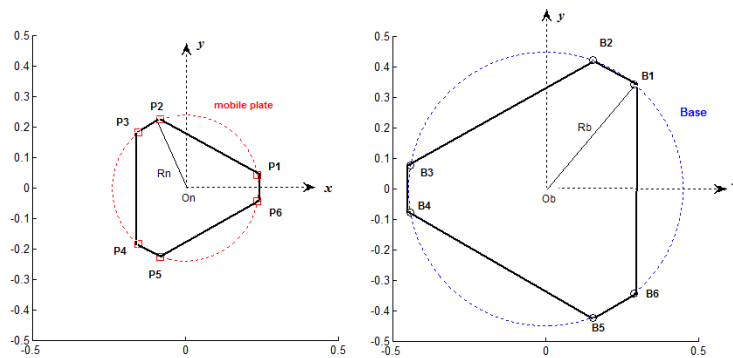 0.5
0.4
0.3
0.2
0.1
0
-0.1
-0.2
-0.3
-0.4
-0.5
-0.5
0
0.5
y
x
mobile plate
P2
P3
P1
Rn
On
P6
P4
P5
0.5
0.4
0.3
0.2
0.1
0
-0.1
-0.2
-0.3
-0.4
-0.5
-0.5
0
0.5
y
B2
B1
Base
Rb
B3
Ob
B4
B6
B5